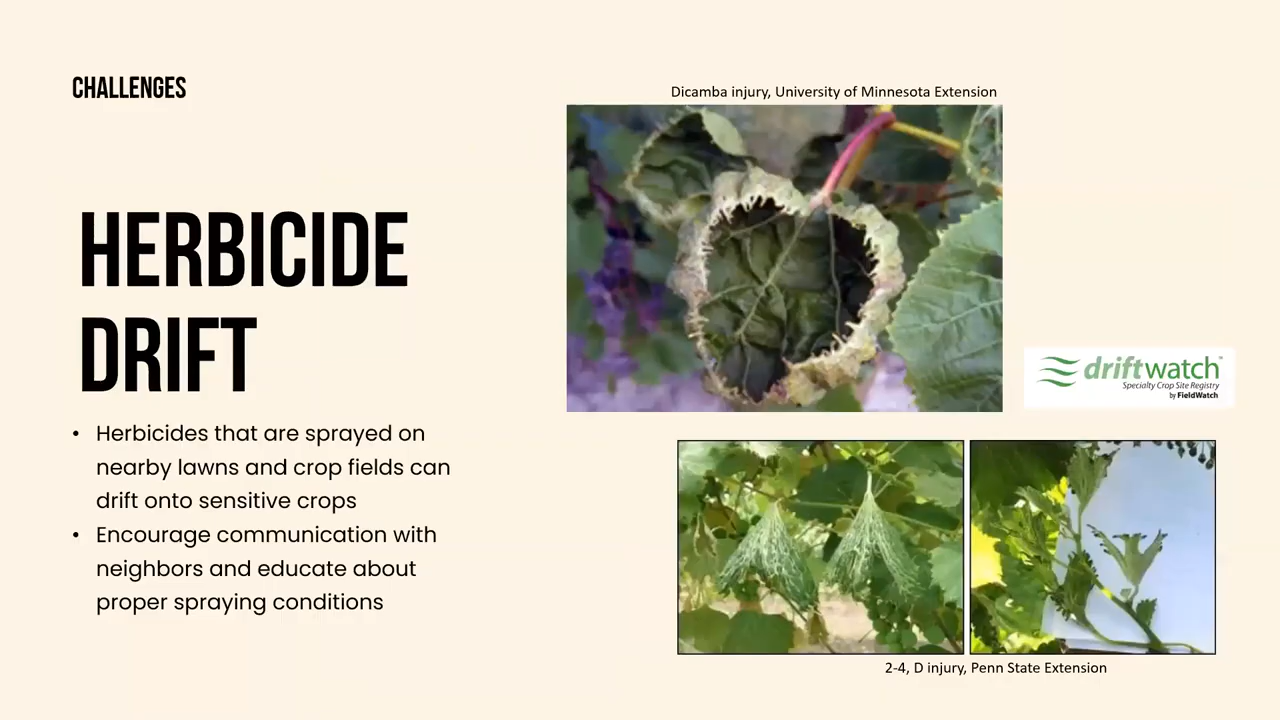 CHALLENGES
HERBICIDE
DRIFT
• Herbicides that are sprayed on
nearby lawns and crop fields can
drift onto sensitive crops
• Encourage communication with
neighbors and educate about
proper spraying conditions
Dicamba injury, University of Minnesota Extension
driftwatch™
Specialty Crop Site Registry
by FieldWatch
2-4, D injury, Penn State Extension